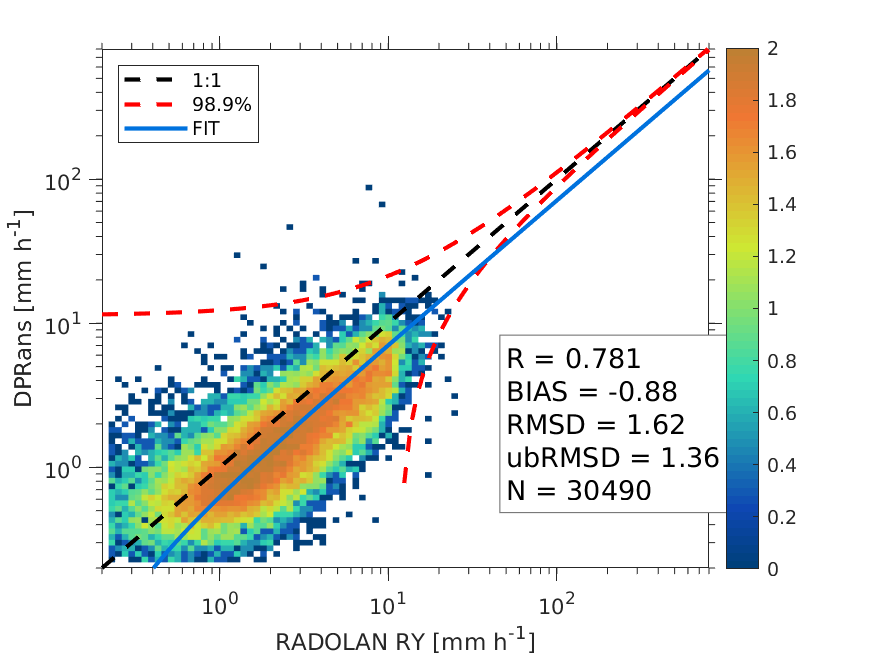 1:1
98.9%
FIT
DPRans [mm h⁻¹]
10²
10¹
10⁰
R = 0.781
BIAS = -0.88
RMSD = 1.62
ubRMSD = 1.36
N = 30490
10⁰ 10¹ 10²
RADOLAN RY [mm h⁻¹]
2
1.8
1.6
1.4
1.2
1
0.8
0.6
0.4
0.2
0